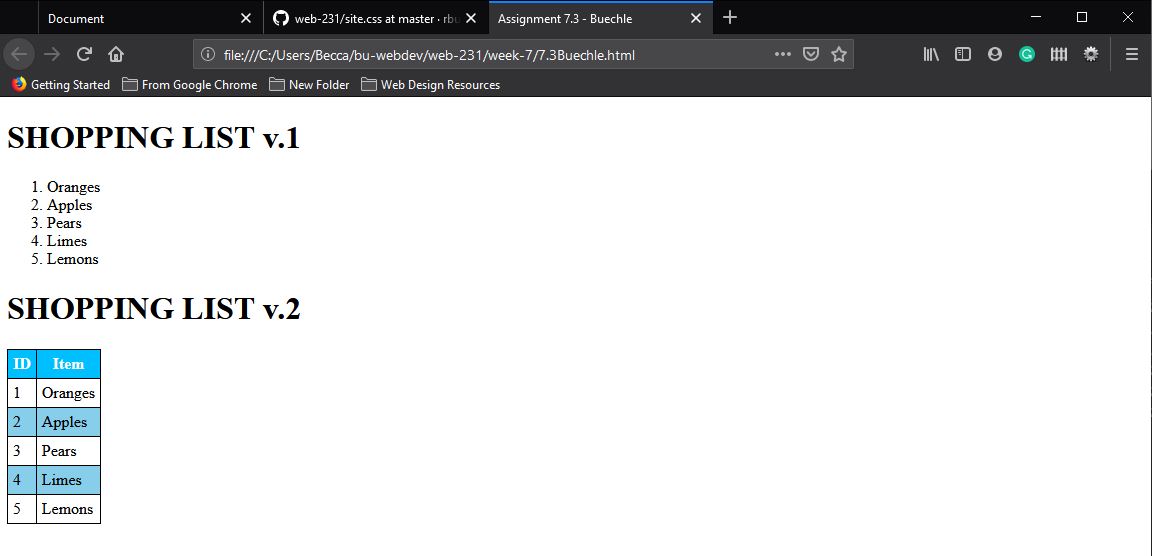 Document
web-231/site.css at master · rbu
Assignment 7.3 - Buechle
file:///C:/Users/Becca/bu-webdev/web-231/week-7/7.3Buechle.html
Getting Started From Google Chrome New Folder Web Design Resources
SHOPPING LIST v.1
1. Oranges
2. Apples
3. Pears
4. Limes
5. Lemons
SHOPPING LIST v.2
ID Item
1 Oranges
2 Apples
3 Pears
4 Limes
5 Lemons